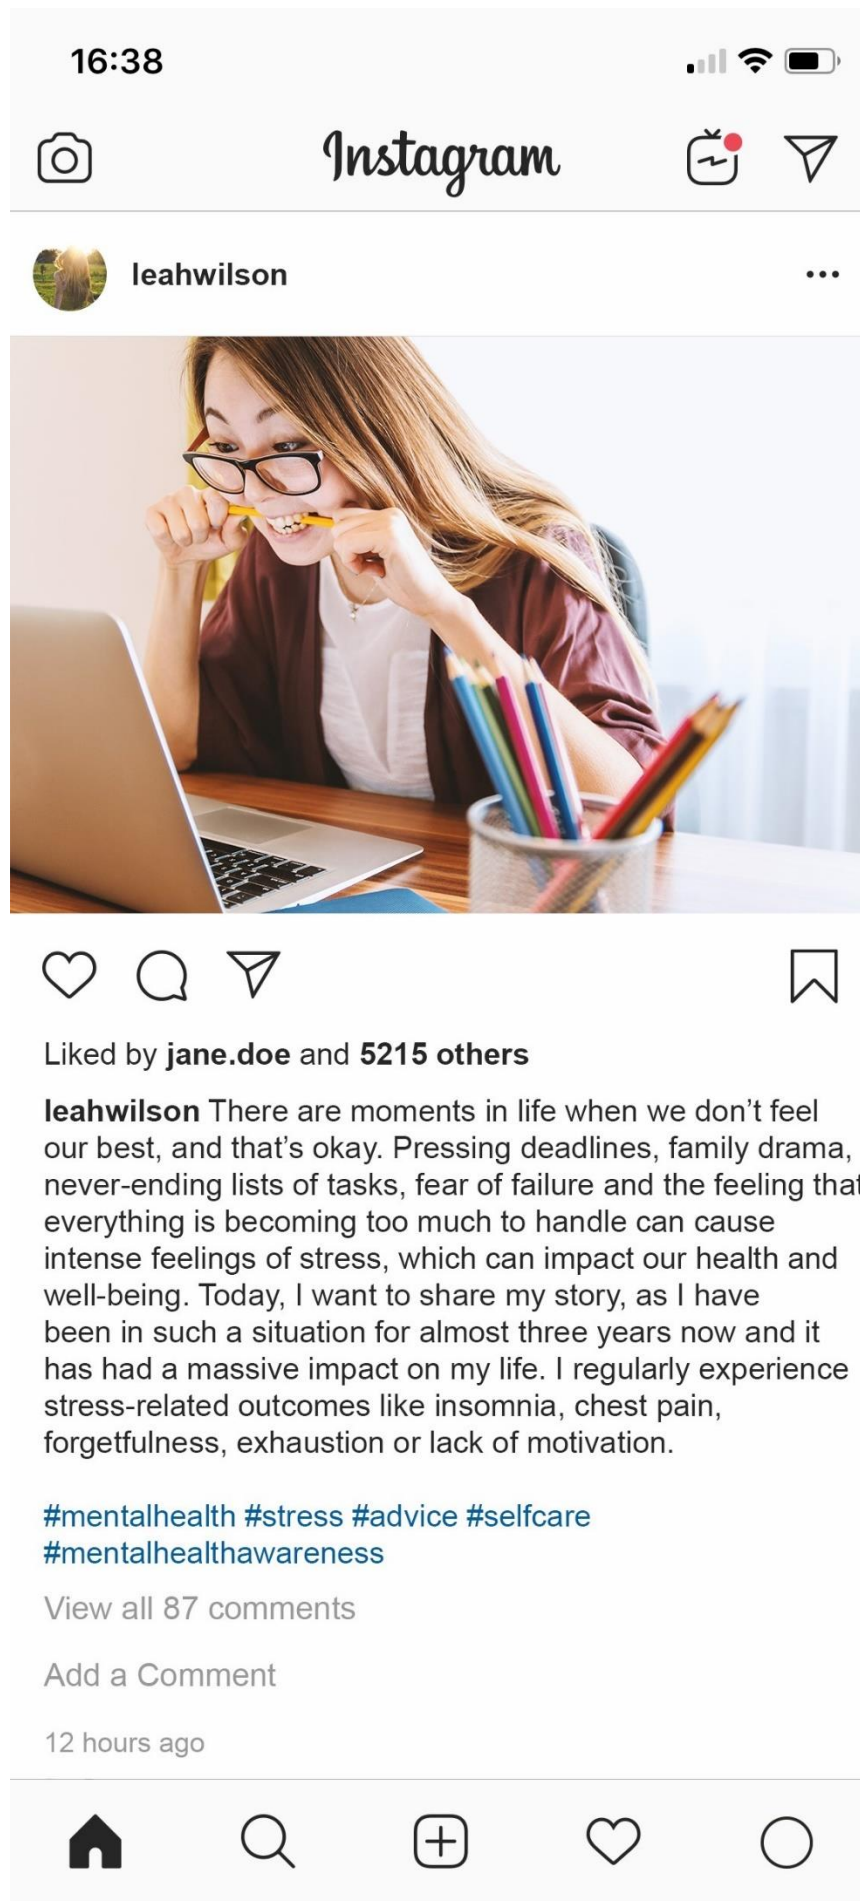 16:38
Instagram
leahwilson
Liked by jane.doe and 5215 others
leahwilson There are moments in life when we don’t feel
our best, and that’s okay. Pressing deadlines, family drama,
never-ending lists of tasks, fear of failure and the feeling that
everything is becoming too much to handle can cause
intense feelings of stress, which can impact our health and
well-being. Today, I want to share my story, as I have
been in such a situation for almost three years now and it
has had a massive impact on my life. I regularly experience
stress-related outcomes like insomnia, chest pain,
forgetfulness, exhaustion or lack of motivation.
#mentalhealth #stress #advice #selfcare
#mentalhealthawareness
View all 87 comments
Add a Comment
12 hours ago